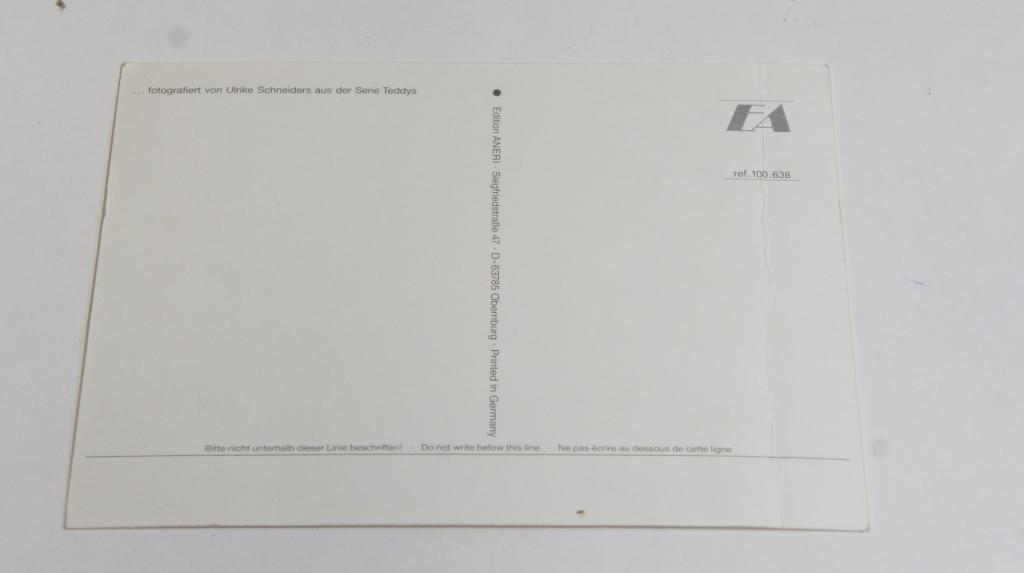 ... fotografiert von Ulrike Schneiders aus der Serie Teddys
Edition ANERI · Siegfriedstraße 47 · D-63785 Obernburg · Printed in Germany
EA
ref.100.638
Bitte nicht unterhalb dieser Linie beschriften! · Do not write below this line · Ne pas écrire au dessous de cette ligne